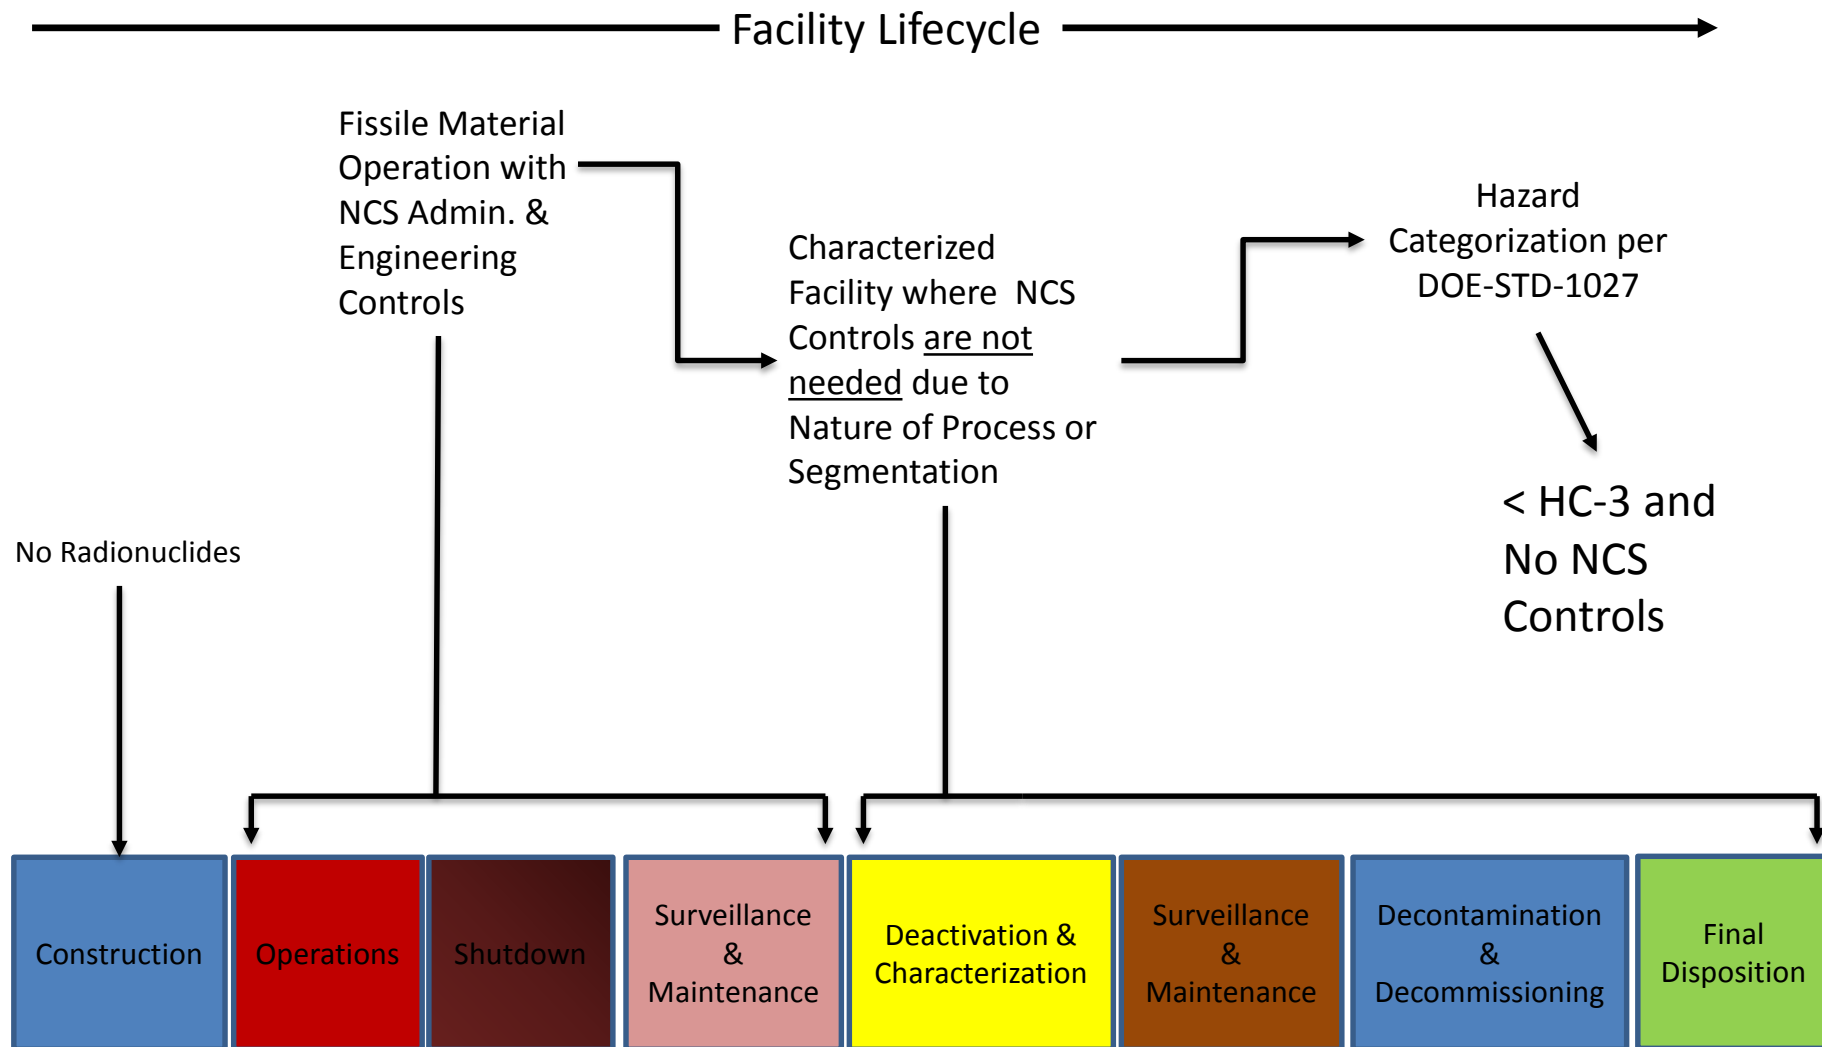 Facility Lifecycle
Fissile Material
Operation with
NCS Admin. &
Engineering
Controls
Characterized
Facility where NCS
Controls are not
needed due to
Nature of Process or
Segmentation
Hazard
Categorization per
DOE-STD-1027
< HC-3 and
No NCS
Controls
No Radionuclides
Construction
Operations
Shutdown
Surveillance
&
Maintenance
Deactivation &
Characterization
Surveillance
&
Maintenance
Decontamination
&
Decommissioning
Final
Disposition